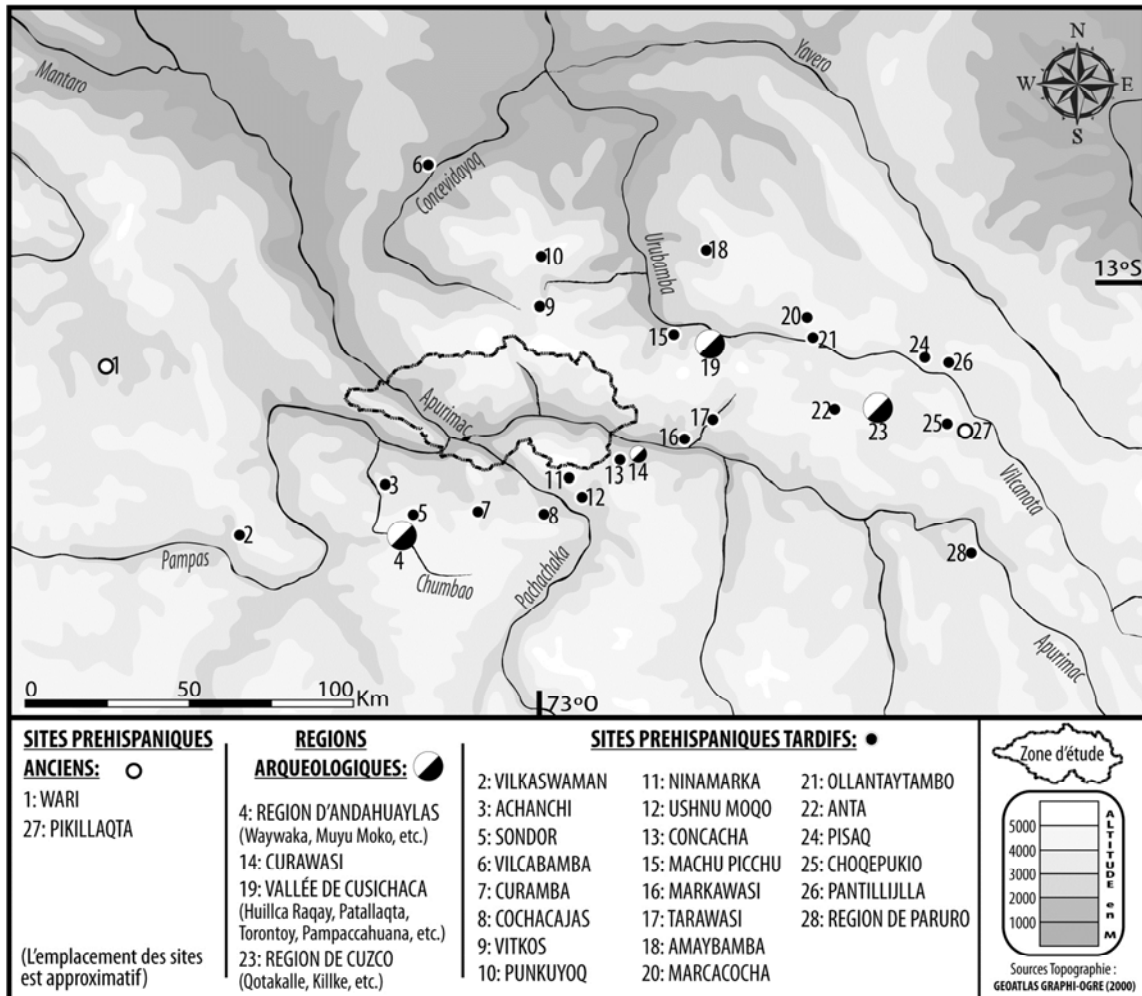 Mantaro
Yavero
N
W E
S
6
Concevidayoq
10
18
Urubamba
13ºS
9
20
15
21
19
24
26
1
Apurimac
17
22
23
25
27
16
14
13
11
3
12
5
7
8
Vilcanota
2
4
28
Pampas
Chumbao
Pachachaka
Apurimac
0 50 100 Km
73ºO
SITES PREHISPANIQUES
ANCIENS:
1: WARI
27: PIKILLAQTA
(L'emplacement des sites
est approximatif)
REGIONS
ARQUEOLOGIQUES:
4: REGION D'ANDAHUAYLAS
(Waywaka, Muyu Moko, etc.)
14: CURAWASI
19: VALLÉE DE CUSICHACA
(Huillca Raqay, Patallaqta,
Torontoy, Pampaccahuana, etc.)
23: REGION DE CUZCO
(Qotakalle, Killke, etc.)
SITES PREHISPANIQUES TARDIFS:
2: VILKASWAMAN
3: ACHANCHI
5: SONDOR
6: VILCABAMBA
7: CURAMBA
8: COCHACAJAS
9: VITKOS
10: PUNKUYOQ
11: NINAMARKA
12: USHNU MOQO
13: CONCACHA
15: MACHU PICCHU
16: MARKAWASI
17: TARAWASI
18: AMAYBAMBA
20: MARCACOCHA
21: OLLANTAYTAMBO
22: ANTA
24: PISAQ
25: CHOQEPUKIO
26: PANTILLIJLLA
28: REGION DE PARURO
Zone d'étude
5000
4000
3000
2000
1000
ALTITUDE en M
Sources Topographie :
GEOATLAS GRAPHI-OGRE (2000)